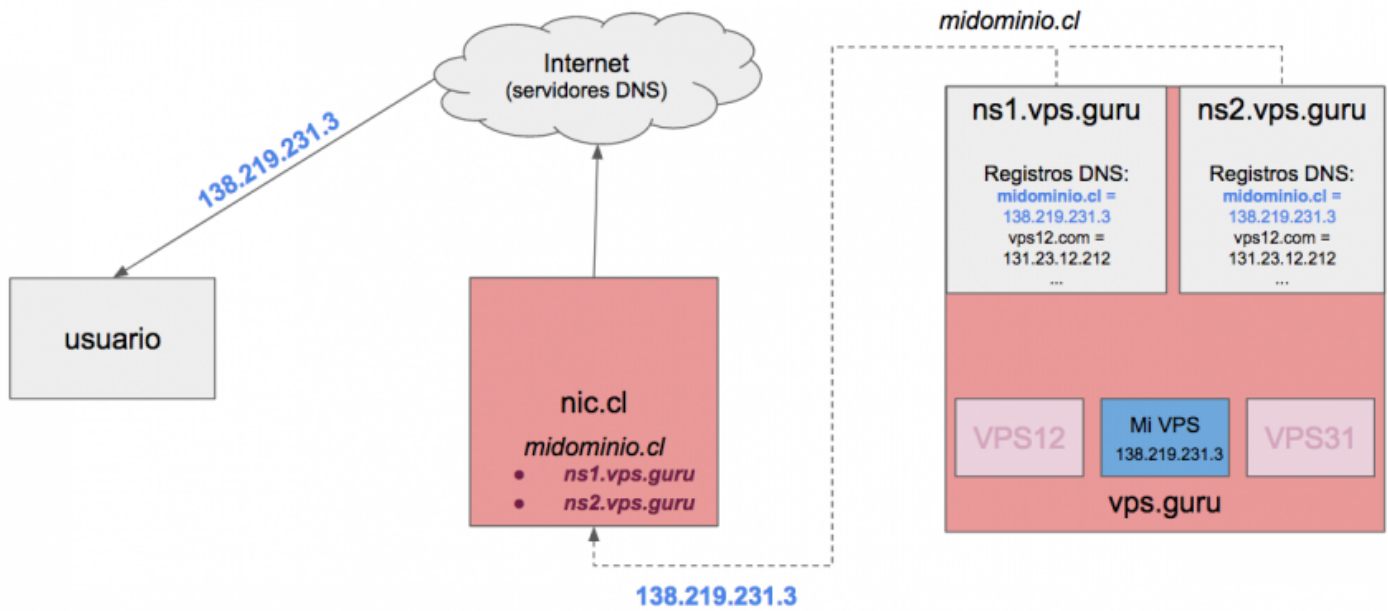 midominio.cl
Internet
(servidores DNS)
138.219.231.3
usuario
nic.cl
midominio.cl
● ns1.vps.guru
● ns2.vps.guru
138.219.231.3
ns1.vps.guru
Registros DNS:
midominio.cl =
138.219.231.3
vps12.com =
131.23.12.212
...
ns2.vps.guru
Registros DNS:
midominio.cl =
138.219.231.3
vps12.com =
131.23.12.212
...
VPS12
Mi VPS
138.219.231.3
VPS31
vps.guru